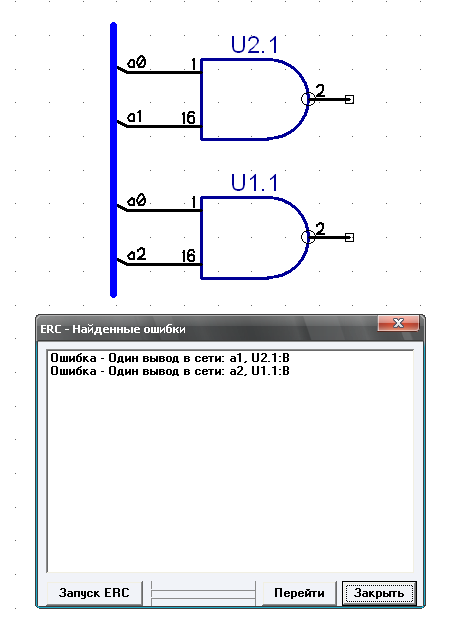 U2.1
a0 1
2
a1 16
U1.1
a0 1
2
a2 16
ERC - Найденные ошибки
Ошибка - Один вывод в сети: a1, U2.1:B
Ошибка - Один вывод в сети: a2, U1.1:B
Запуск ERC Перейти Закрыть